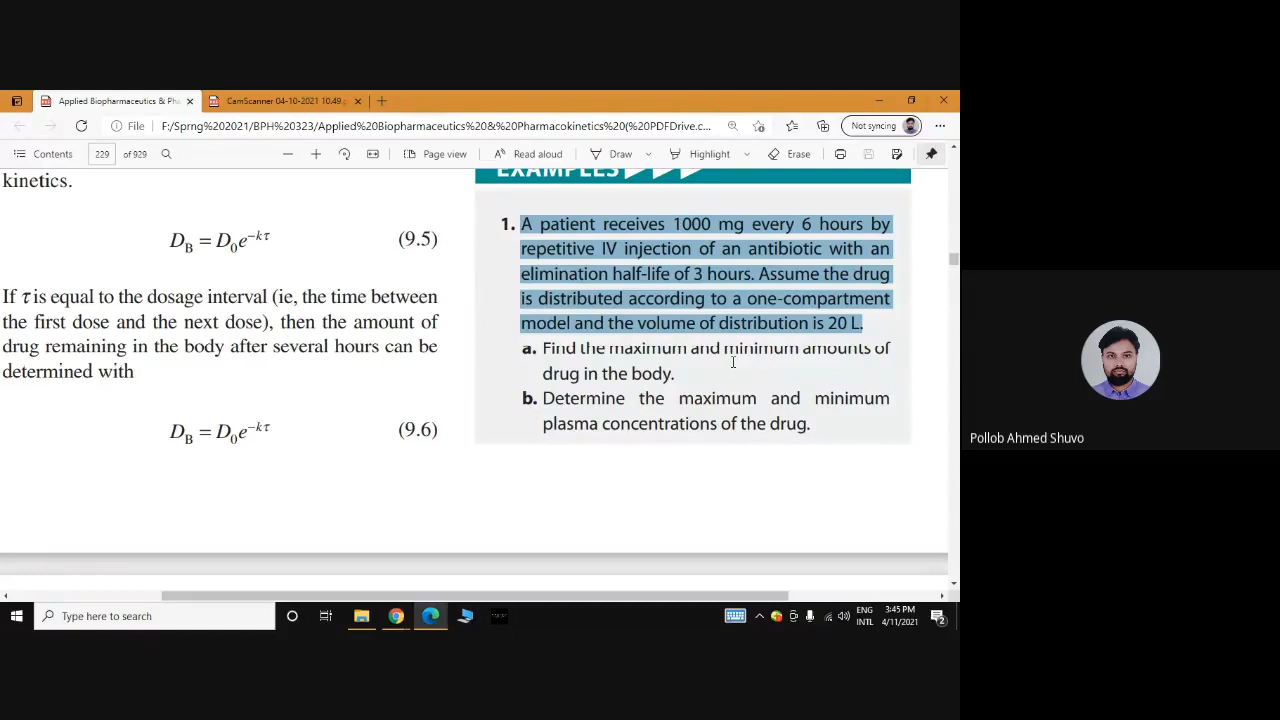 Applied Biopharmaceutics & Pha
CamScanner 04-10-2021 10.49.
File
F:/Sprng%202021/BPH%20323/Applied%20Biopharmaceutics%20&%20Pharmacokinetics%20(%20PDFDrive.c...
Not syncing
Contents
229
of 929
Page view
Read aloud
Draw
Highlight
Erase
kinetics.
D_B = D_0e^{−kτ} (9.5)
If τ is equal to the dosage interval (ie, the time between
the first dose and the next dose), then the amount of
drug remaining in the body after several hours can be
determined with
D_B = D_0e^{−kτ} (9.6)
EXAMPLES
1. A patient receives 1000 mg every 6 hours by
repetitive IV injection of an antibiotic with an
elimination half-life of 3 hours. Assume the drug
is distributed according to a one-compartment
model and the volume of distribution is 20 L.
a. Find the maximum and minimum amounts of
drug in the body.
b. Determine the maximum and minimum
plasma concentrations of the drug.
Pollob Ahmed Shuvo
Type here to search
ENG
INTL
3:45 PM
4/11/2021
2